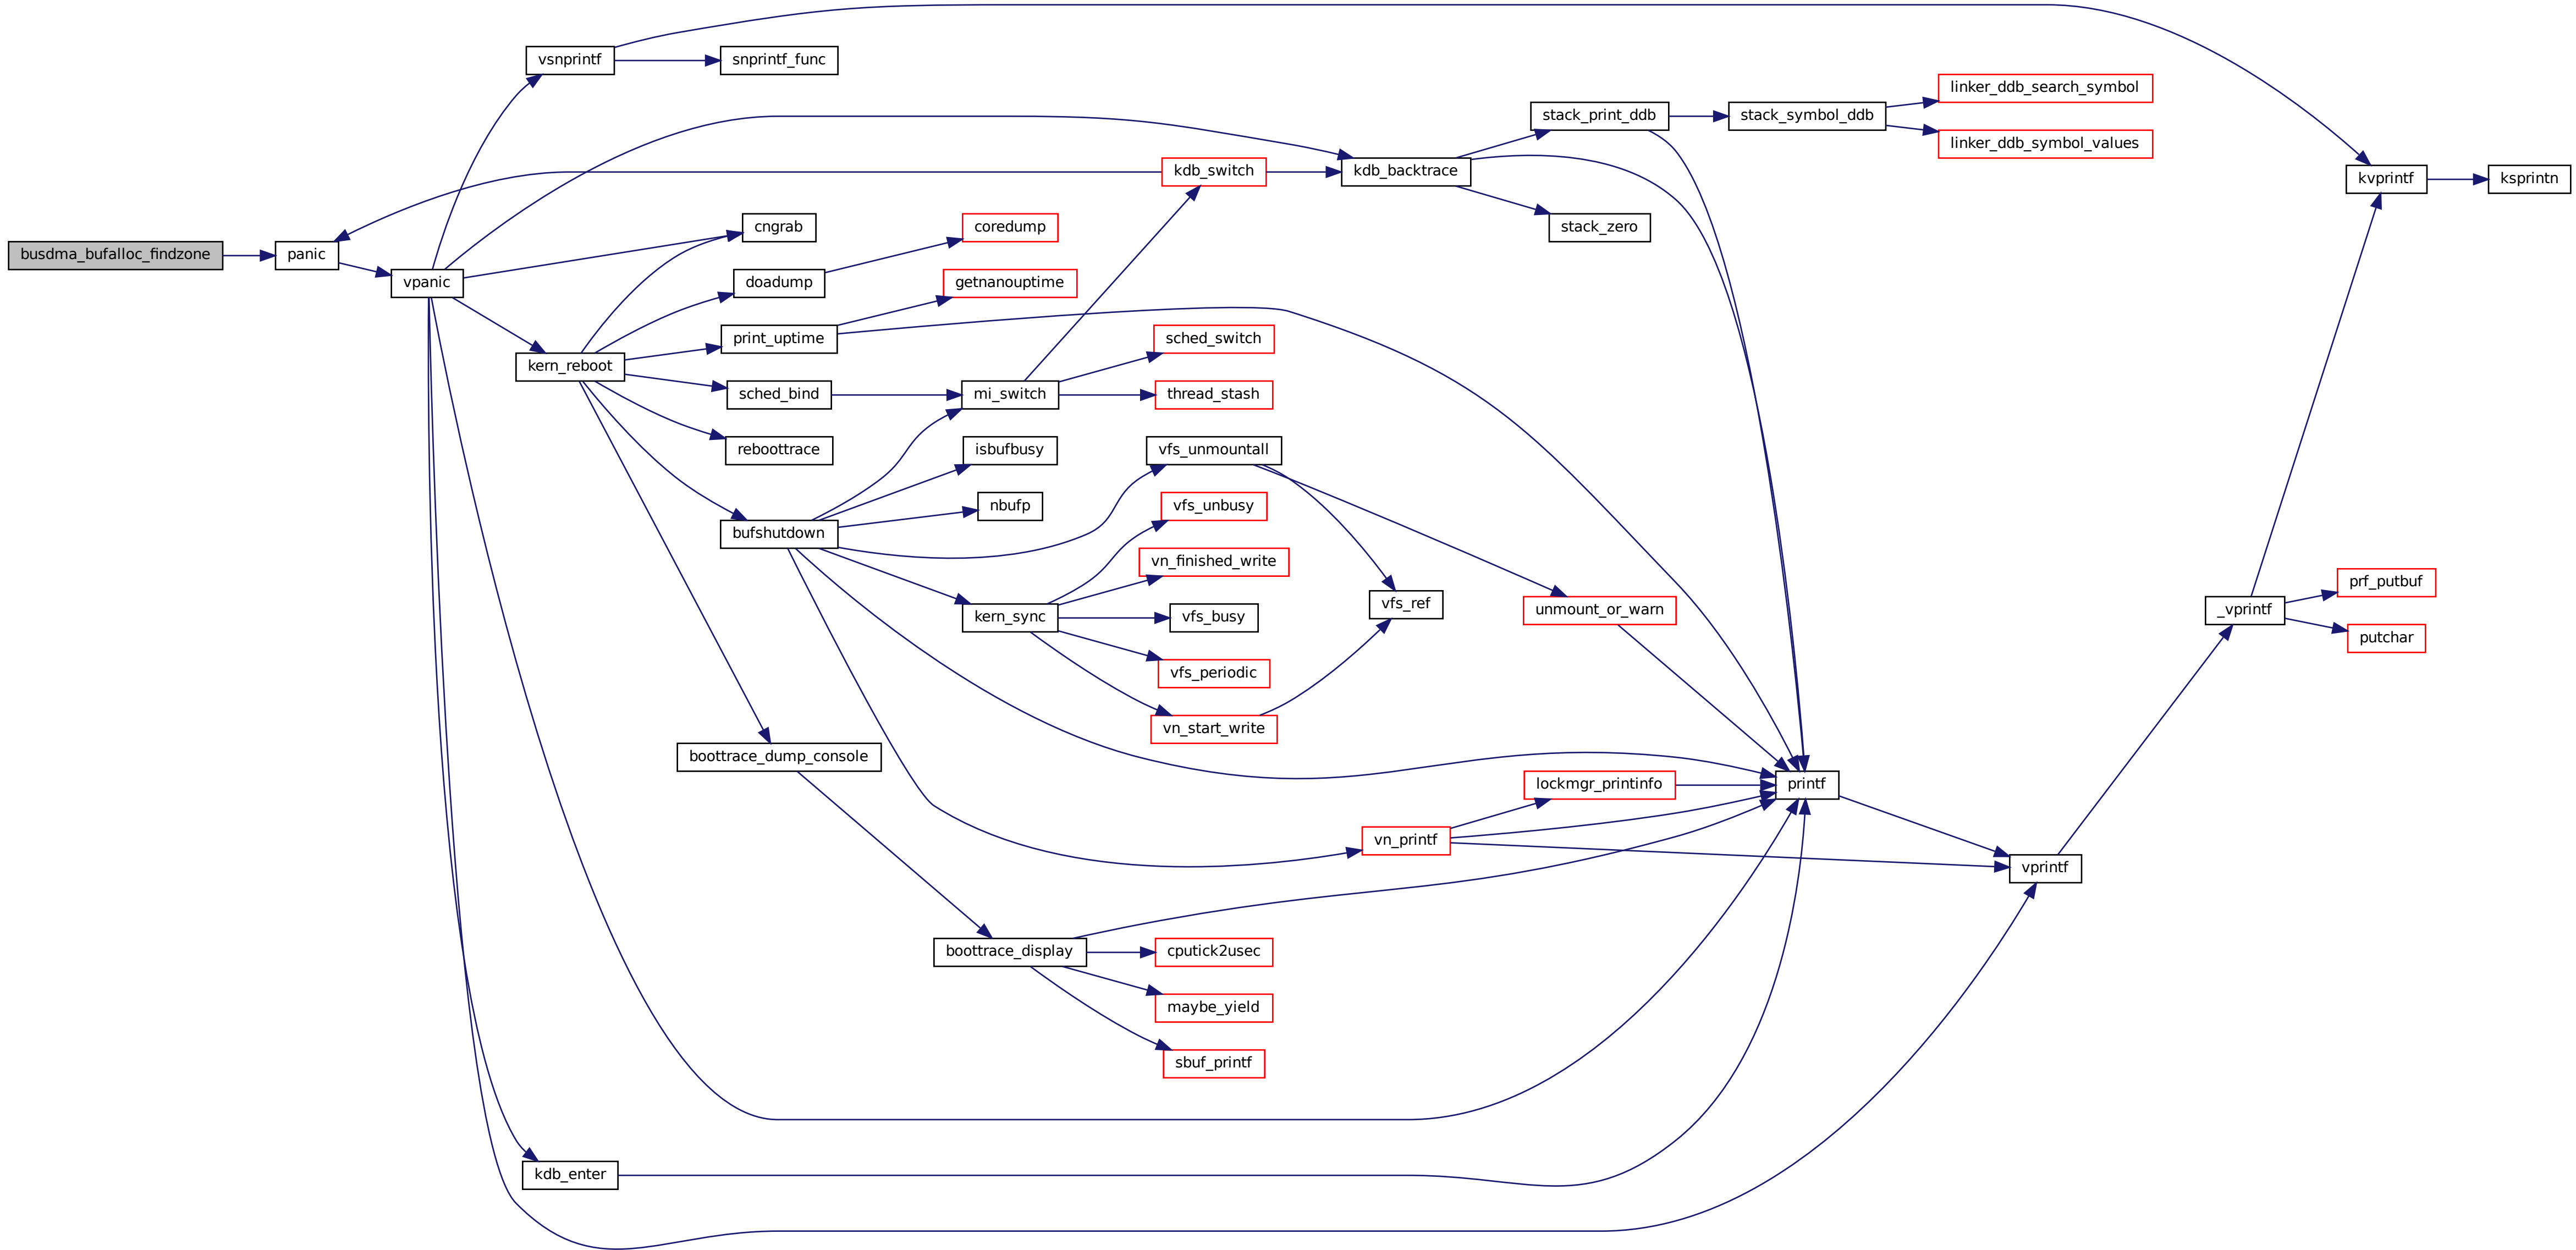 vsnprintf
snprintf_func
linker_ddb_search_symbol
stack_print_ddb
stack_symbol_ddb
linker_ddb_symbol_values
kdb_switch
kdb_backtrace
kvprintf
ksprintn
cngrab
coredump
stack_zero
busdma_bufalloc_findzone
panic
vpanic
doadump
getnanouptime
print_uptime
sched_switch
kern_reboot
sched_bind
mi_switch
thread_stash
reboottrace
isbufbusy
vfs_unmountall
nbufp
vfs_unbusy
bufshutdown
vn_finished_write
prf_putbuf
kern_sync
vfs_busy
vfs_ref
unmount_or_warn
_vprintf
putchar
vfs_periodic
vn_start_write
boottrace_dump_console
lockmgr_printinfo
printf
vn_printf
vprintf
boottrace_display
cputick2usec
maybe_yield
sbuf_printf
kdb_enter